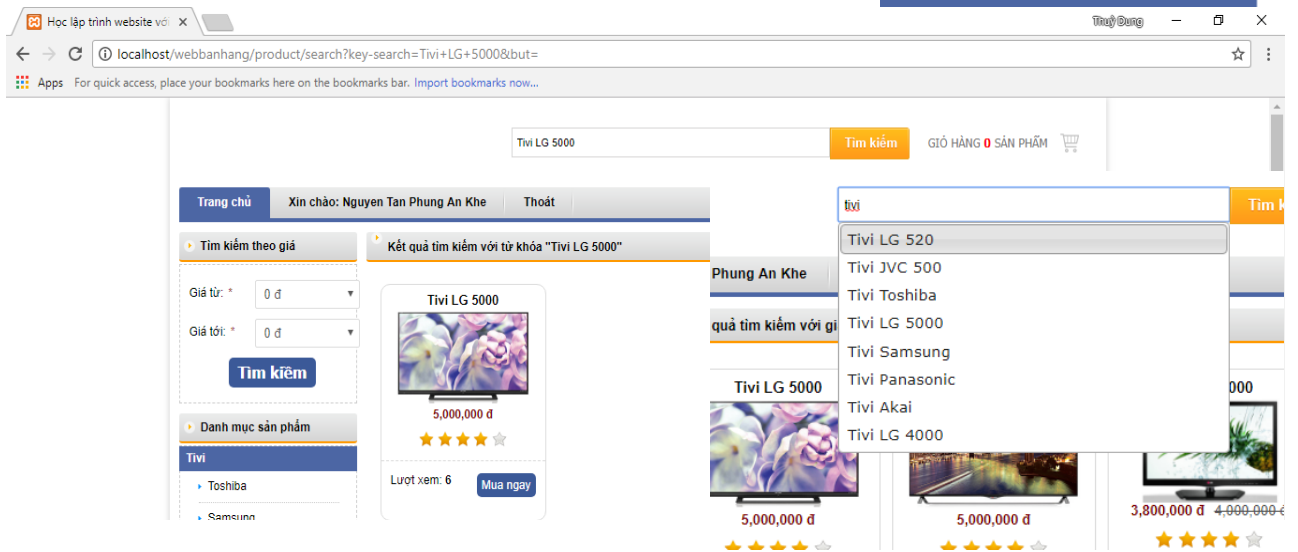 Học lập trình website với
Thuỳ Dung
localhost/webbanhang/product/search?key-search=Tivi+LG+5000&but=
Apps For quick access, place your bookmarks here on the bookmarks bar. Import bookmarks now...
Tivi LG 5000
Tìm kiếm
GIỎ HÀNG 0 SẢN PHẨM
Trang chủ Xin chào: Nguyen Tan Phung An Khe Thoát
Tìm kiếm theo giá
Giá từ: * 0 đ
Giá tới: * 0 đ
Tìm kiếm
Danh mục sản phẩm
Tivi
Toshiba
Samsung
Kết quả tìm kiếm với từ khóa "Tivi LG 5000"
Tivi LG 5000
5,000,000 đ
Lượt xem: 6 Mua ngay
tivi
Tìm k
Tivi LG 520
Tivi JVC 500
Tivi Toshiba
Tivi LG 5000
Tivi Samsung
Tivi Panasonic
Tivi Akai
Tivi LG 4000
Phung An Khe
quả tìm kiếm với gi
Tivi LG 5000
000
5,000,000 đ
5,000,000 đ
3,800,000 đ 4,000,000 đ